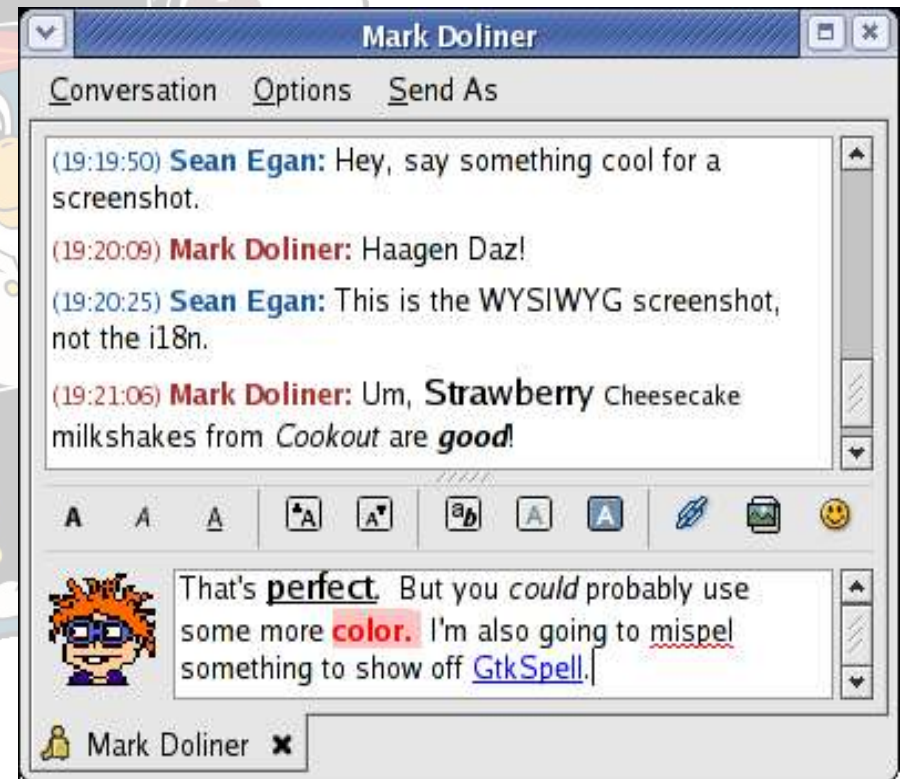 Mark Doliner
Conversation Options Send As
(19:19:50) Sean Egan: Hey, say something cool for a
screenshot.
(19:20:09) Mark Doliner: Haagen Daz!
(19:20:25) Sean Egan: This is the WYSIWYG screenshot,
not the i18n.
(19:21:06) Mark Doliner: Um, Strawberry Cheesecake
milkshakes from Cookout are good!
A A A A A ab A A
That's perfect. But you could probably use
some more color. I'm also going to mispel
something to show off GtkSpell.
Mark Doliner